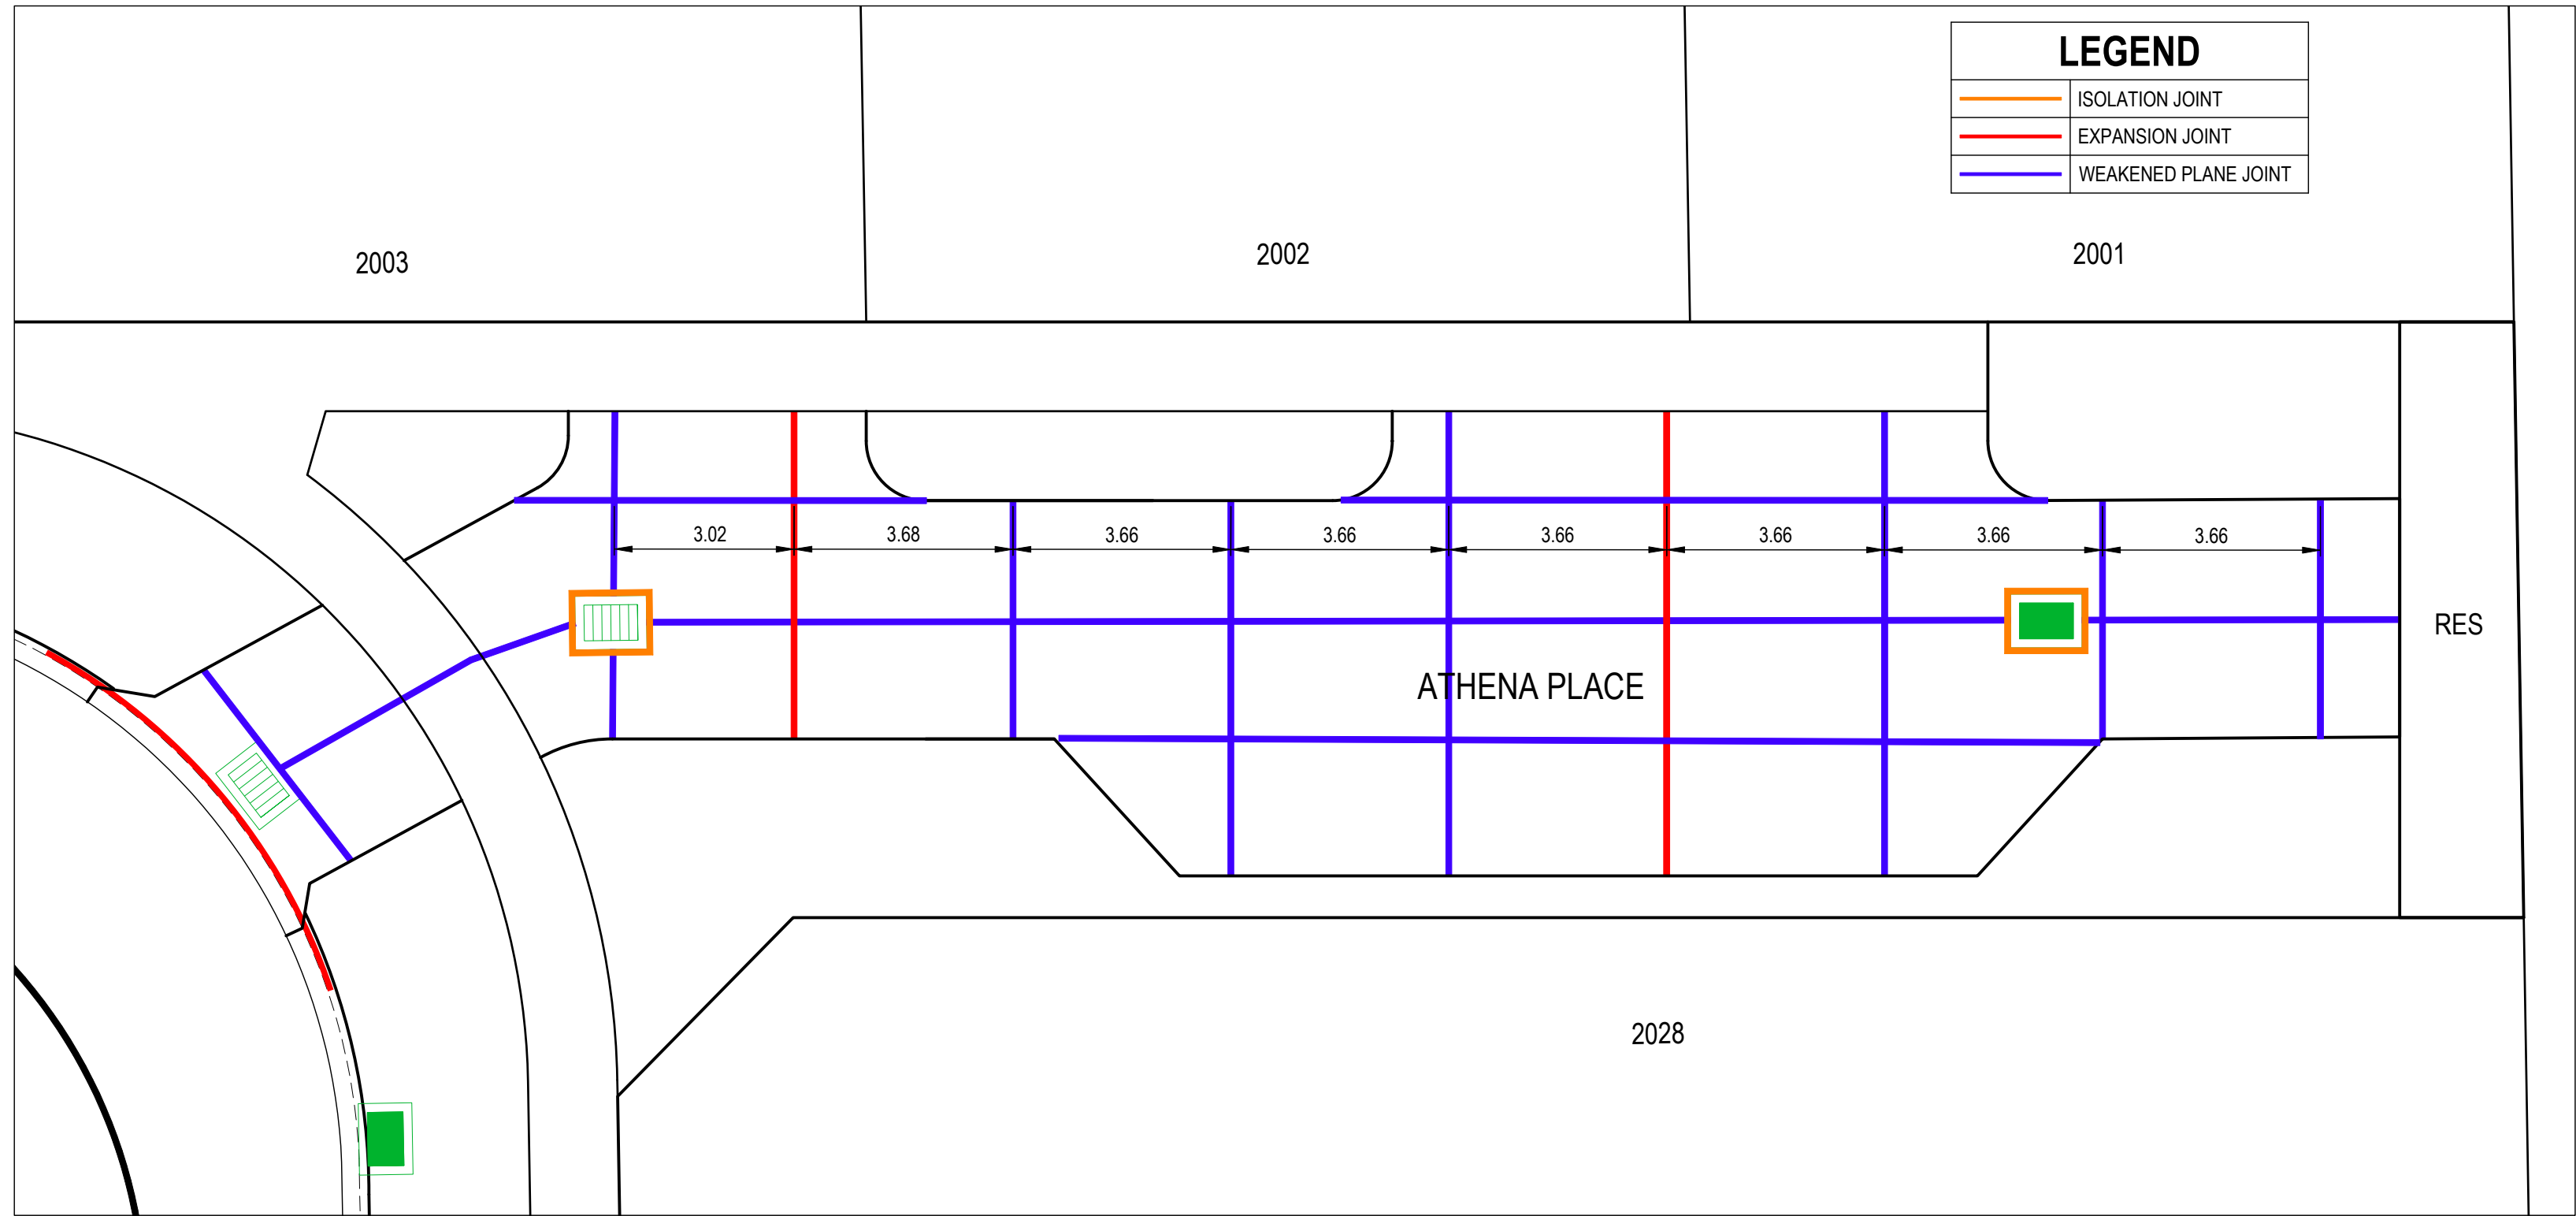 LEGEND
ISOLATION JOINT
EXPANSION JOINT
WEAKENED PLANE JOINT
2003
2002
2001
3.02
3.68
3.66
3.66
3.66
3.66
3.66
3.66
RES
ATHENA PLACE
2028